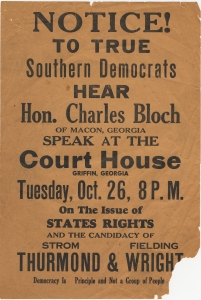 NOTICE!
TO TRUE
Southern Democrats
HEAR
Hon. Charles Bloch
OF MACON, GEORGIA
SPEAK AT THE
Court House
GRIFFIN, GEORGIA
Tuesday, Oct. 26, 8 P. M.
On The Issue of
STATES RIGHTS
AND THE CANDIDACY OF
STROM FIELDING
THURMOND & WRIGHT
Democracy Is Principle and Not a Group of People